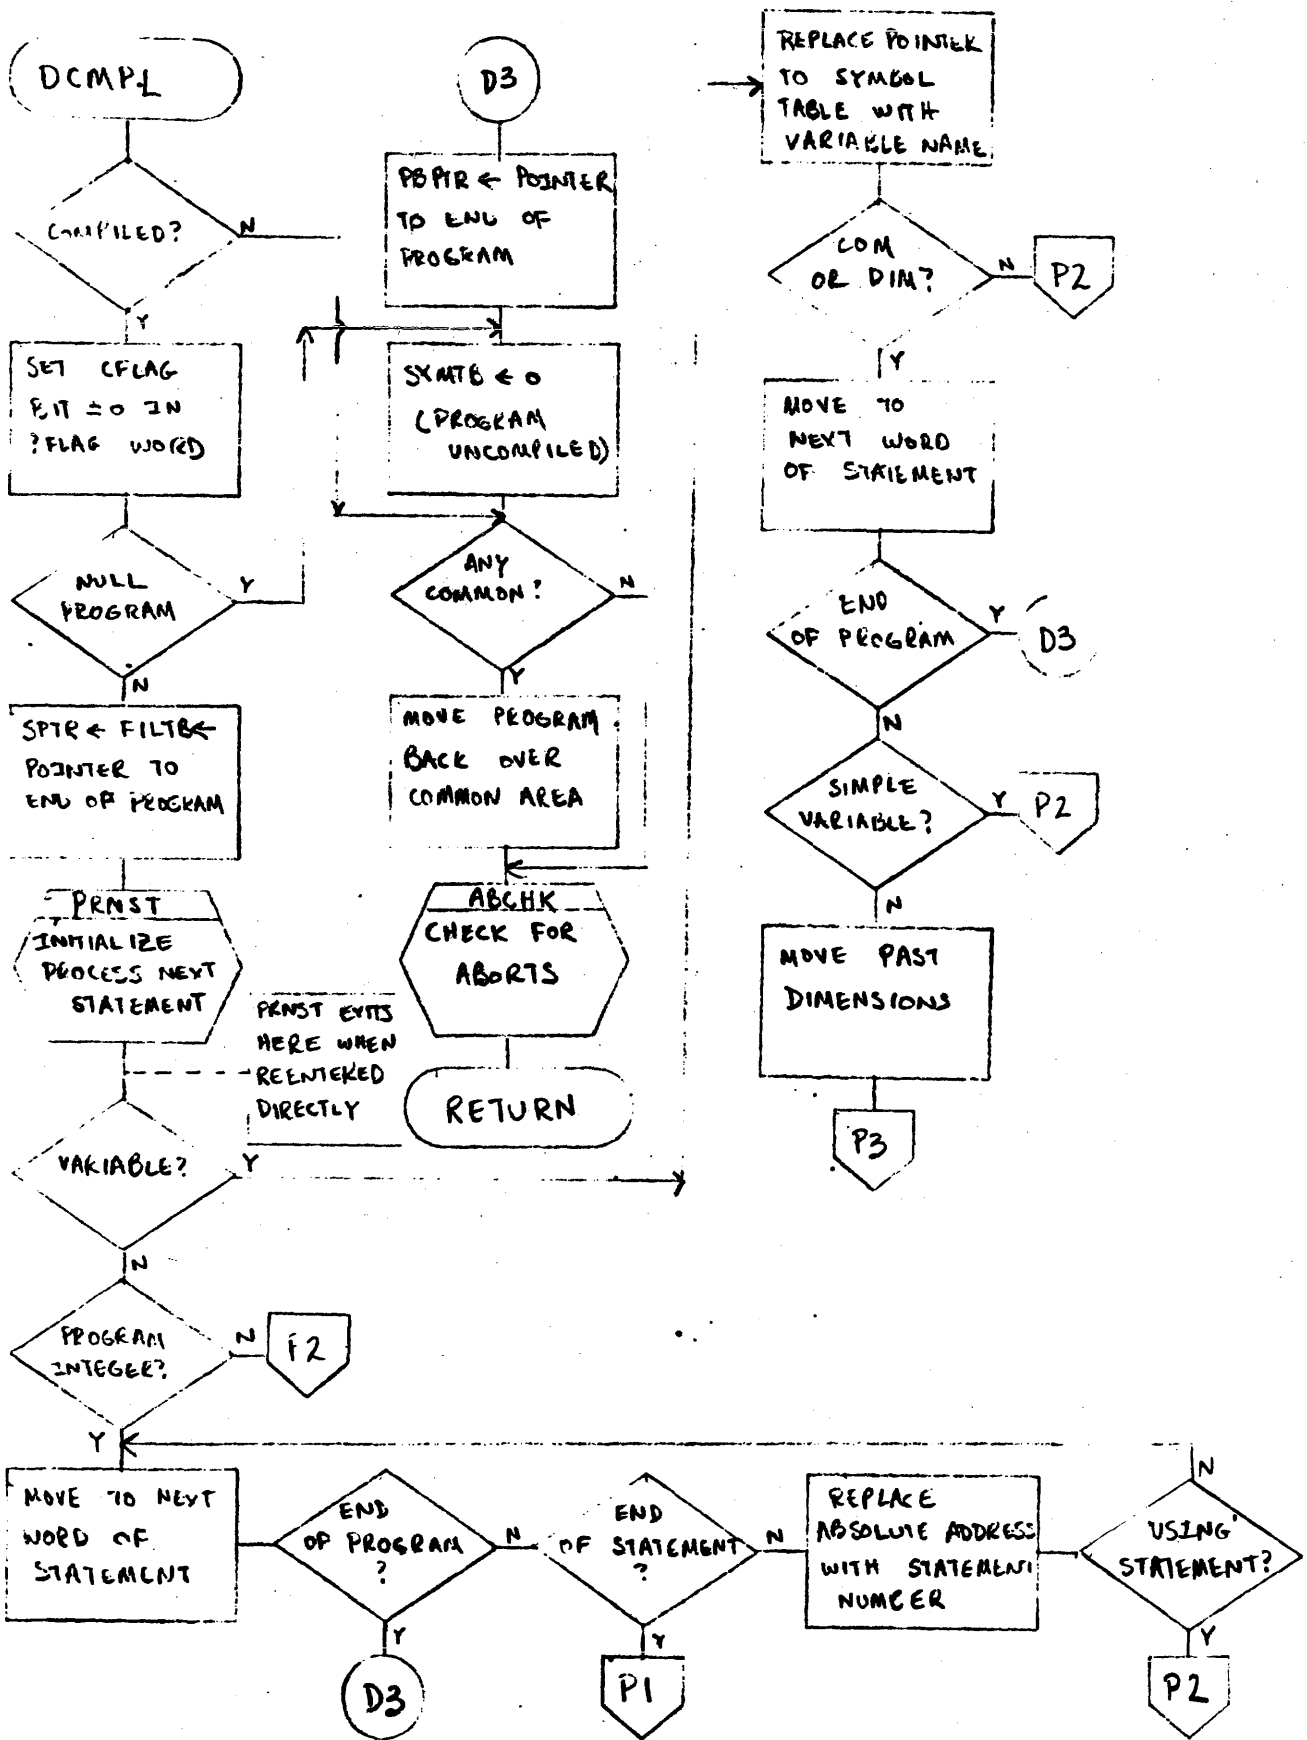 DCMPL
COMPILED?
N
Y
SET CFLAG
BIT = 0 IN
?FLAG WORD
NULL
PROGRAM
Y
N
SPTR ← FILTB ←
POINTER TO
END OF PROGRAM
PRNST
INITIALIZE
PROCESS NEXT
STATEMENT
PRNST EXITS
HERE WHEN
REENTERED
DIRECTLY
VARIABLE?
Y
N
PROGRAM
INTEGER?
N
P2
Y
MOVE TO NEXT
WORD OF
STATEMENT
END
OF PROGRAM
?
N
Y
D3
END
OF STATEMENT
?
N
Y
P1
REPLACE
ABSOLUTE ADDRESS
WITH STATEMENT
NUMBER
USING
STATEMENT?
N
Y
P2
D3
PBPTR ← POINTER
TO END OF
PROGRAM
SYMTB ← 0
(PROGRAM
UNCOMPILED)
ANY
COMMON?
N
Y
MOVE PROGRAM
BACK OVER
COMMON AREA
ABCHK
CHECK FOR
ABORTS
RETURN
REPLACE POINTER
TO SYMBOL
TABLE WITH
VARIABLE NAME
COM
OR DIM?
N
P2
Y
MOVE TO
NEXT WORD
OF STATEMENT
END
OF PROGRAM
Y
D3
N
SIMPLE
VARIABLE?
Y
P2
N
MOVE PAST
DIMENSIONS
P3